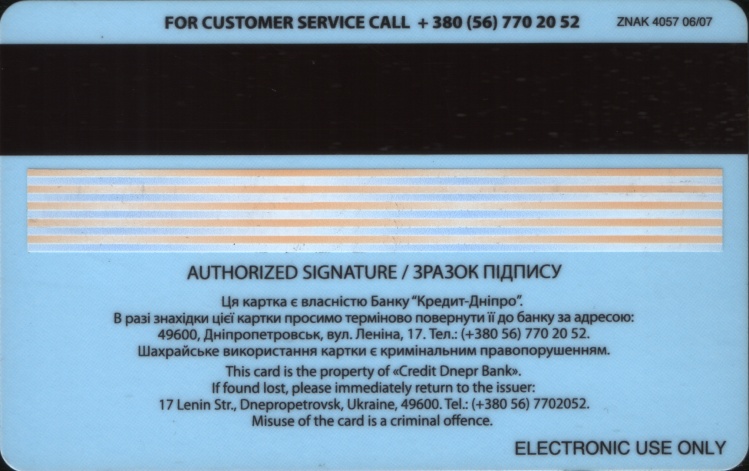 FOR CUSTOMER SERVICE CALL + 380 (56) 770 20 52 ZNAK 4057 06/07
AUTHORIZED SIGNATURE / ЗРАЗОК ПІДПИСУ
Ця картка є власністю Банку “Кредит-Дніпро”.
В разі знахідки цієї картки просимо терміново повернути її до банку за адресою:
49600, Дніпропетровськ, вул. Леніна, 17. Тел.: (+380 56) 770 20 52.
Шахрайське використання картки є кримінальним правопорушенням.
This card is the property of «Credit Dnepr Bank».
If found lost, please immediately return to the issuer:
17 Lenin Str., Dnepropetrovsk, Ukraine, 49600. Tel.: (+380 56) 7702052.
Misuse of the card is a criminal offence.
ELECTRONIC USE ONLY